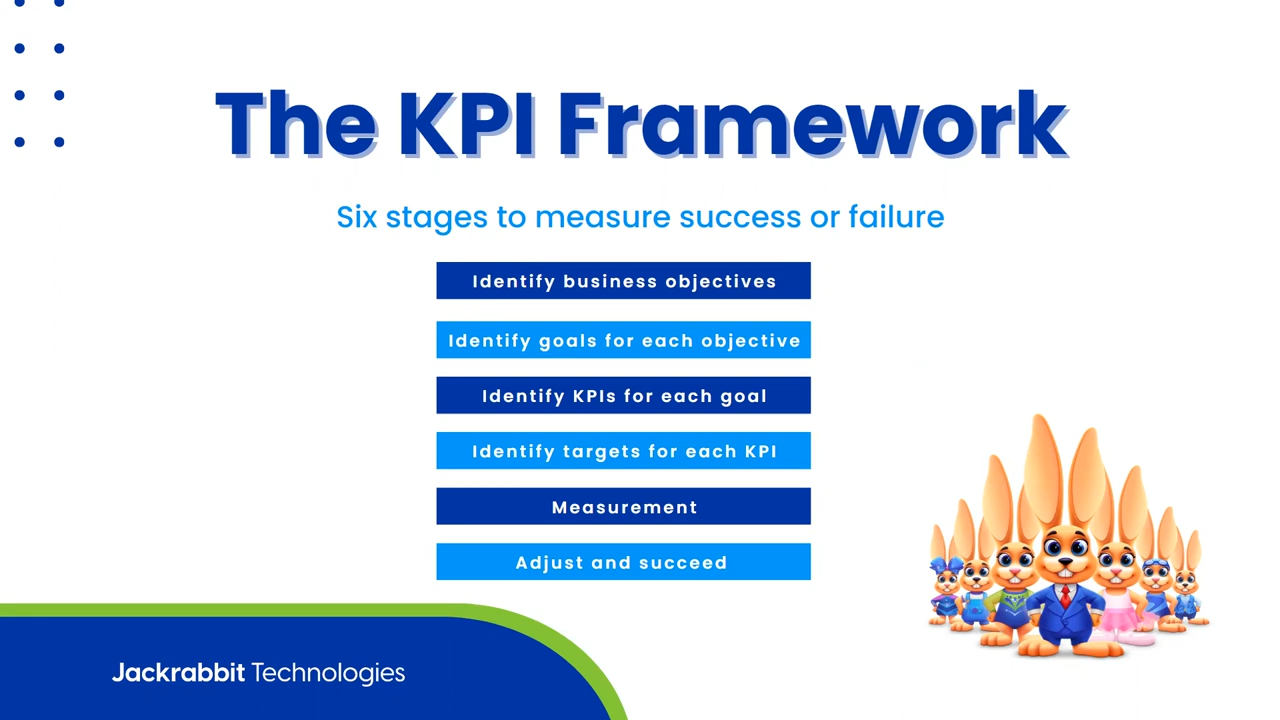 The KPI Framework
Six stages to measure success or failure
Identify business objectives
Identify goals for each objective
Identify KPIs for each goal
Identify targets for each KPI
Measurement
Adjust and succeed
Jackrabbit Technologies